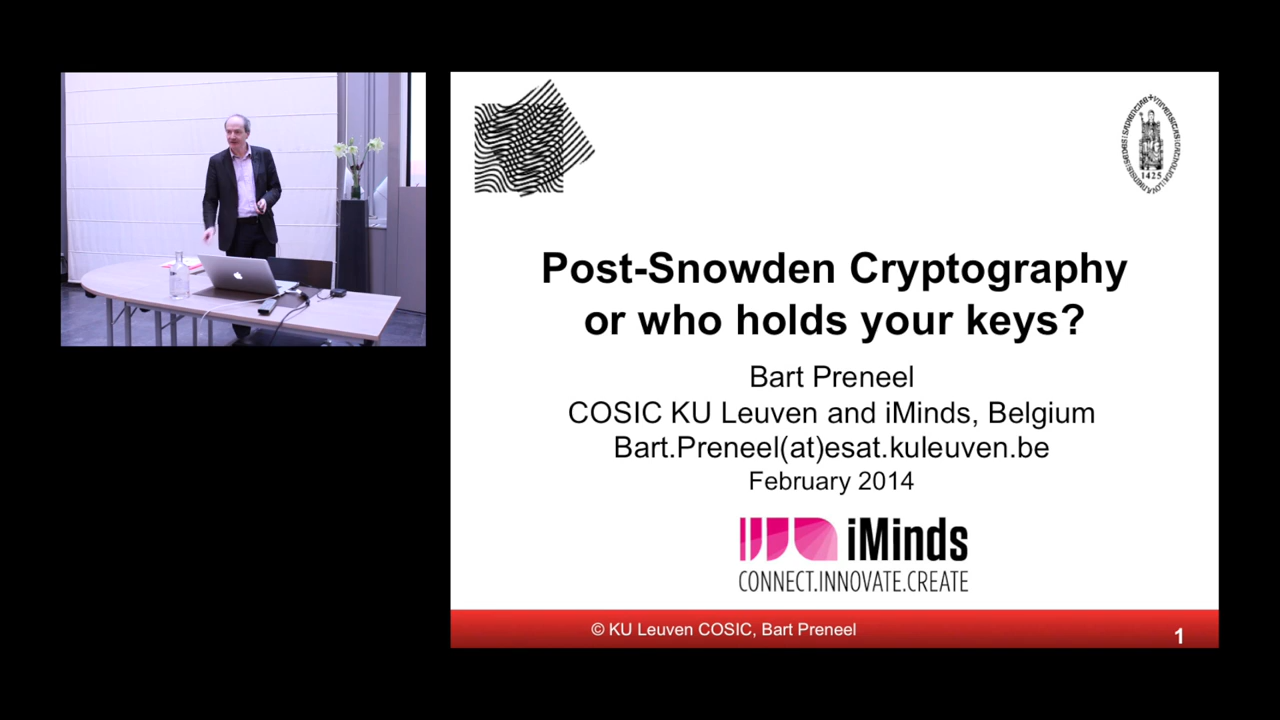 1425
Post-Snowden Cryptography
or who holds your keys?
Bart Preneel
COSIC KU Leuven and iMinds, Belgium
Bart.Preneel(at)esat.kuleuven.be
February 2014
iMinds
CONNECT.INNOVATE.CREATE
© KU Leuven COSIC, Bart Preneel
1